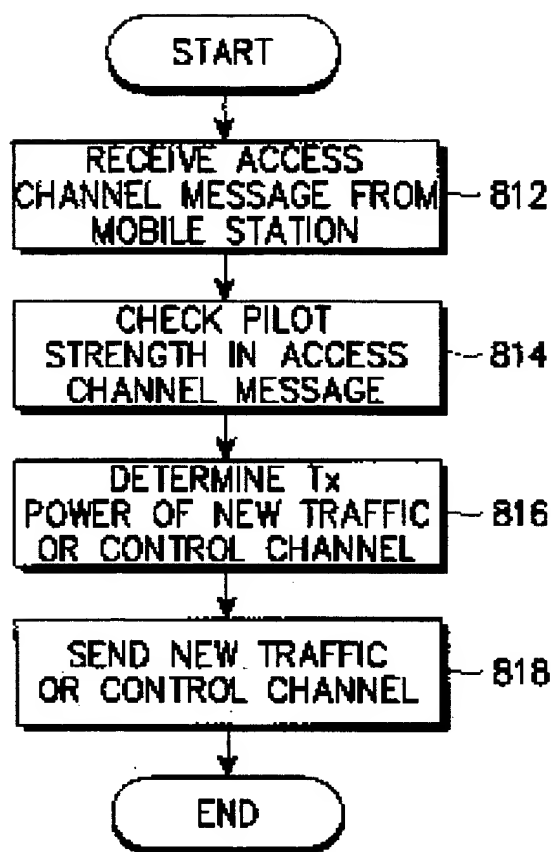 START
RECEIVE ACCESS
CHANNEL MESSAGE FROM
MOBILE STATION
812
CHECK PILOT
STRENGTH IN ACCESS
CHANNEL MESSAGE
814
DETERMINE Tx
POWER OF NEW TRAFFIC
OR CONTROL CHANNEL
816
SEND NEW TRAFFIC
OR CONTROL CHANNEL
818
END